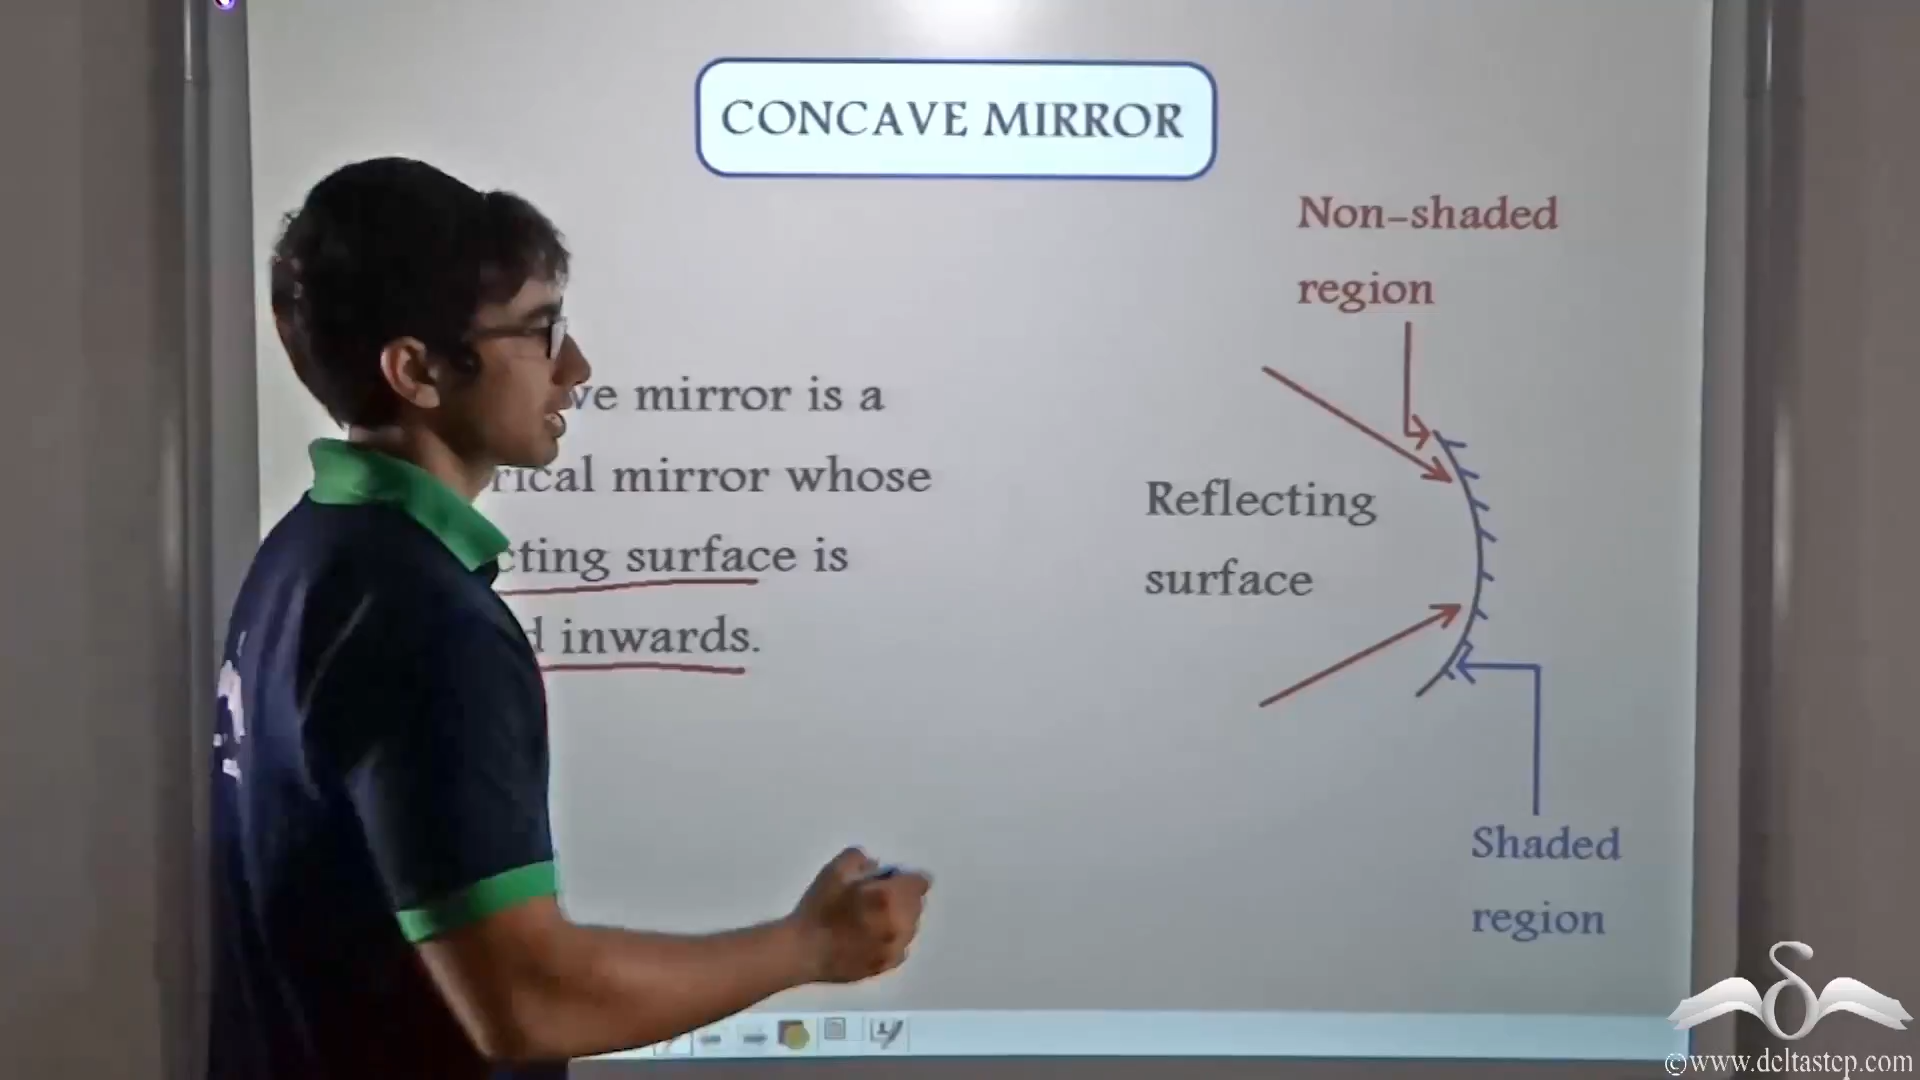 CONCAVE MIRROR
Non-shaded
region
ve mirror is a
rical mirror whose
cting surface is
d inwards.
Reflecting
surface
Shaded
region
©www.deltastep.com